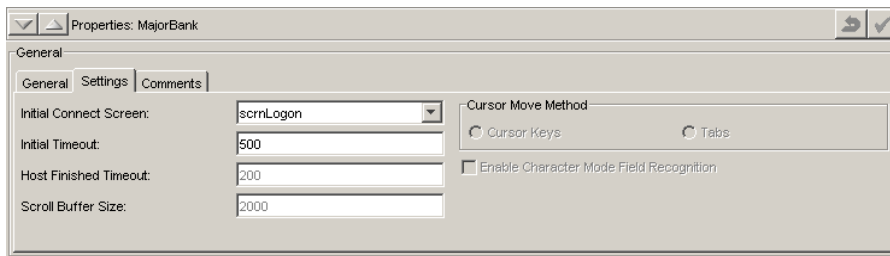 Properties: MajorBank
General
General Settings Comments
Initial Connect Screen: scrnLogon
Cursor Move Method
Cursor Keys Tabs
Initial Timeout: 500
Enable Character Mode Field Recognition
Host Finished Timeout: 200
Scroll Buffer Size: 2000